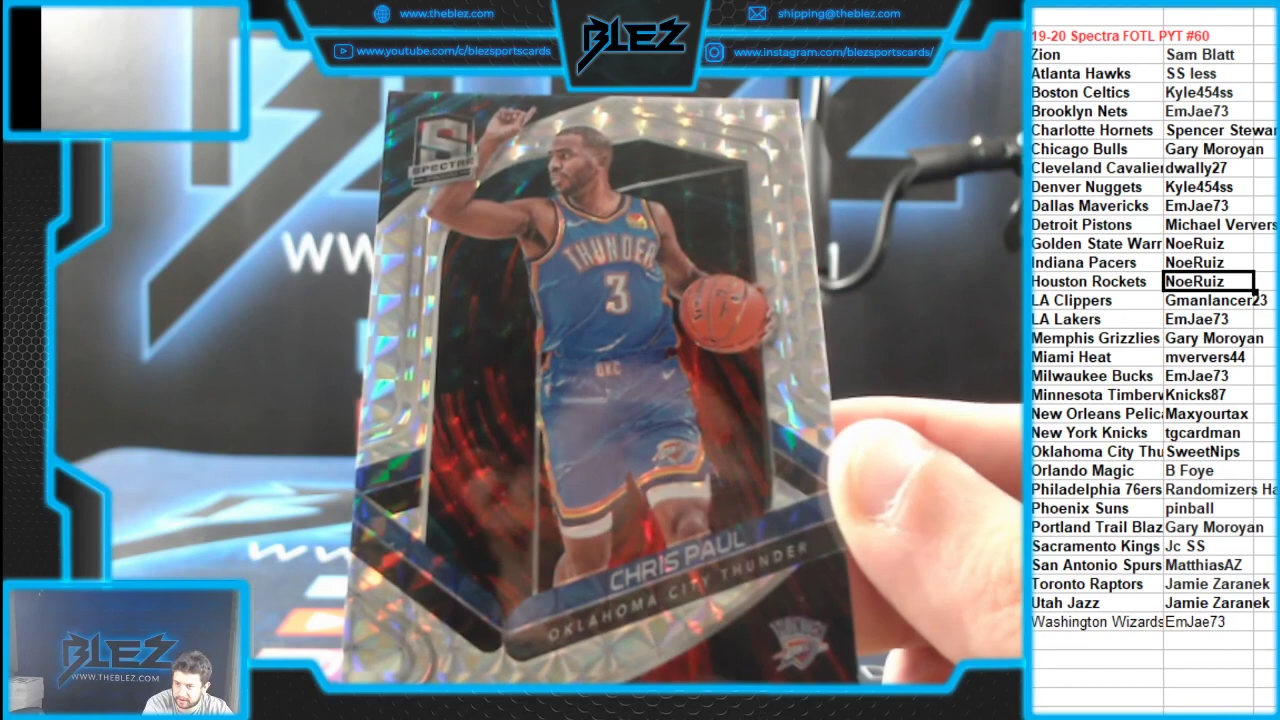 www.theblez.com
shipping@theblez.com
www.youtube.com/c/blezsportscards
BLEZ
www.instagram.com/blezsportscards/
S
SPECTRA
THUNDER
3
OKC
CHRIS PAUL
OKLAHOMA CITY THUNDER
WW
ww
BLEZ
WWW.THEBLEZ.COM
19-20 Spectra FOTL PYT #60
Zion Sam Blatt
Atlanta Hawks SS less
Boston Celtics Kyle454ss
Brooklyn Nets EmJae73
Charlotte Hornets Spencer Stewar
Chicago Bulls Gary Moroyan
Cleveland Cavalier dwally27
Denver Nuggets Kyle454ss
Dallas Mavericks EmJae73
Detroit Pistons Michael Ververs
Golden State Warr NoeRuiz
Indiana Pacers NoeRuiz
Houston Rockets NoeRuiz
LA Clippers Gmanlancer23
LA Lakers EmJae73
Memphis Grizzlies Gary Moroyan
Miami Heat mververs44
Milwaukee Bucks EmJae73
Minnesota Timberv Knicks87
New Orleans Pelica Maxyourtax
New York Knicks tgcardman
Oklahoma City Thu SweetNips
Orlando Magic B Foye
Philadelphia 76ers Randomizers Ha
Phoenix Suns pinball
Portland Trail Blaz Gary Moroyan
Sacramento Kings Jc SS
San Antonio Spurs MatthiasAZ
Toronto Raptors Jamie Zaranek
Utah Jazz Jamie Zaranek
Washington Wizards EmJae73